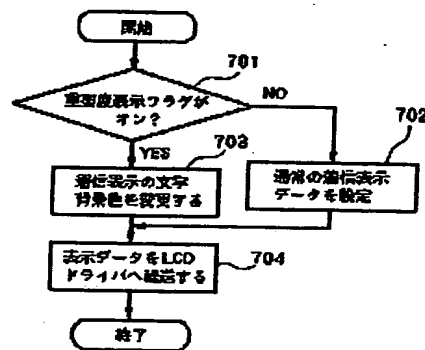 開始
701
重要度表示フラグが
オン？
NO
YES
702
通常の着信表示
データを設定
703
着信表示の文字
背景色を変更する
表示データをLCD
ドライバへ転送する
704
終了